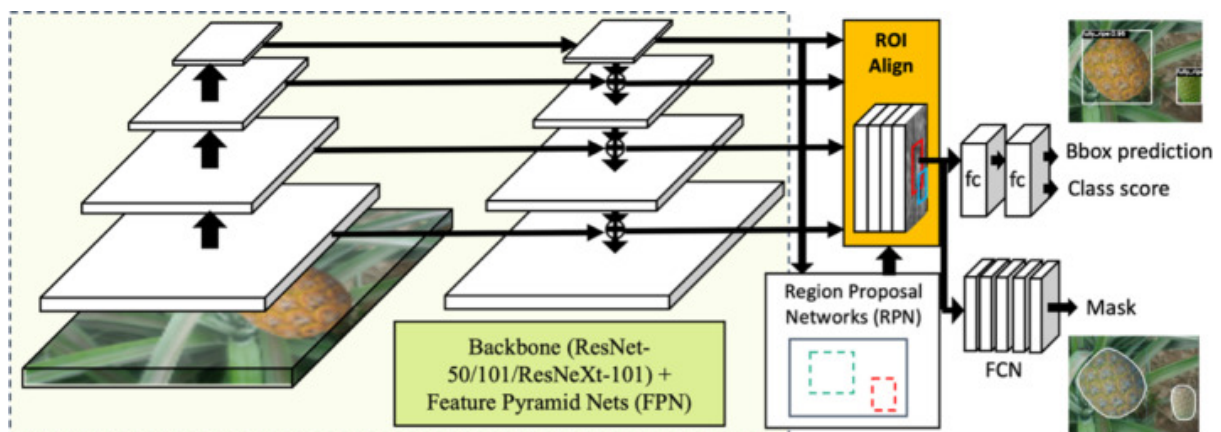 ROI
Align
fc
fc
Bbox prediction
Class score
Region Proposal
Networks (RPN)
FCN
Mask
Backbone (ResNet-
50/101/ResNeXt-101) +
Feature Pyramid Nets (FPN)